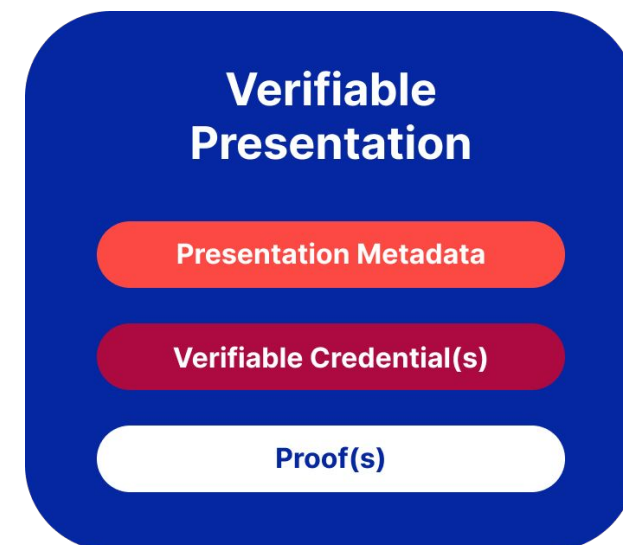 Verifiable
Presentation
Presentation Metadata
Verifiable Credential(s)
Proof(s)